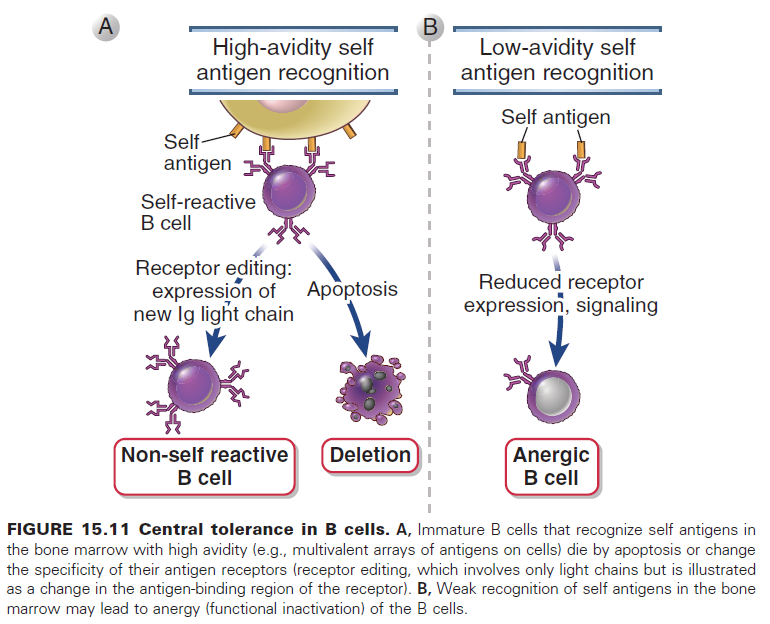 A
High-avidity self
antigen recognition
Self
antigen
Self-reactive
B cell
Receptor editing:
expression of
new Ig light chain
Apoptosis
Non-self reactive
B cell
Deletion
B
Low-avidity self
antigen recognition
Self antigen
Reduced receptor
expression, signaling
Anergic
B cell
FIGURE 15.11 Central tolerance in B cells. A, Immature B cells that recognize self antigens in
the bone marrow with high avidity (e.g., multivalent arrays of antigens on cells) die by apoptosis or change
the specificity of their antigen receptors (receptor editing, which involves only light chains but is illustrated
as a change in the antigen-binding region of the receptor). B, Weak recognition of self antigens in the bone
marrow may lead to anergy (functional inactivation) of the B cells.